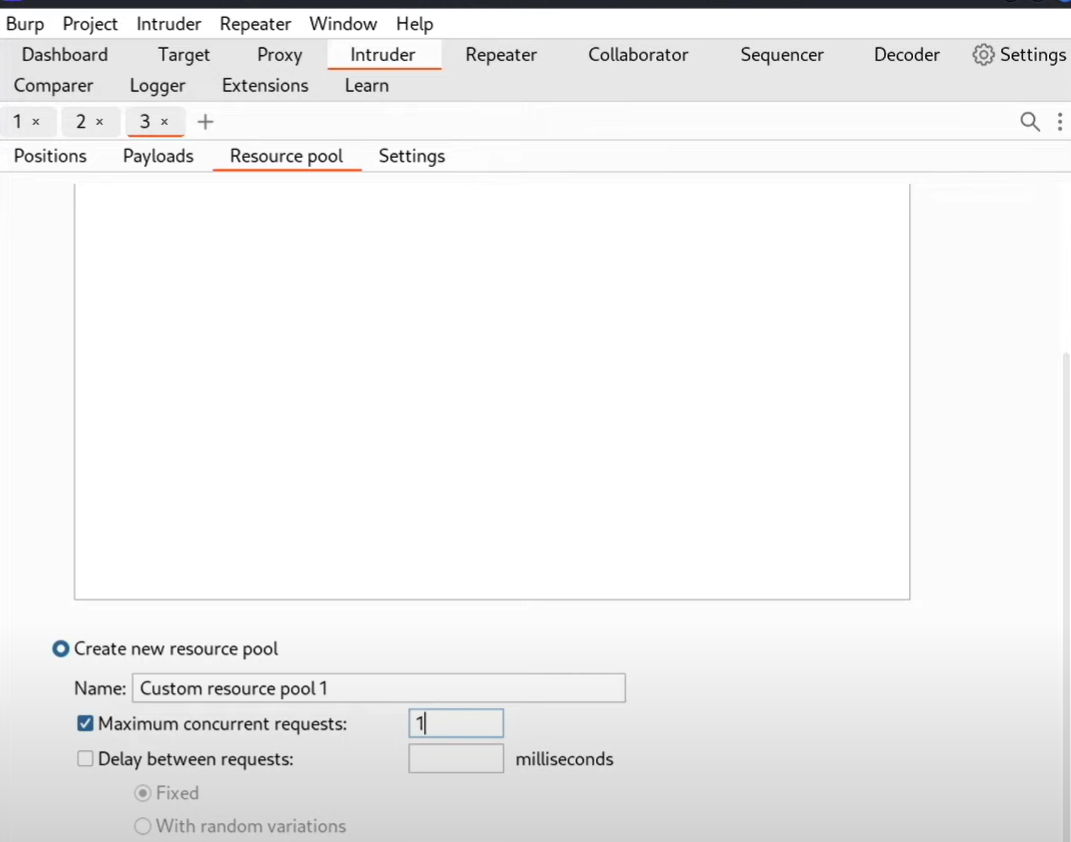 Burp Project Intruder Repeater Window Help
Dashboard Target Proxy Intruder Repeater Collaborator Sequencer Decoder Settings
Comparer Logger Extensions Learn
1 × 2 × 3 × +
Positions Payloads Resource pool Settings
Create new resource pool
Name: Custom resource pool 1
Maximum concurrent requests: 1
Delay between requests: milliseconds
Fixed
With random variations